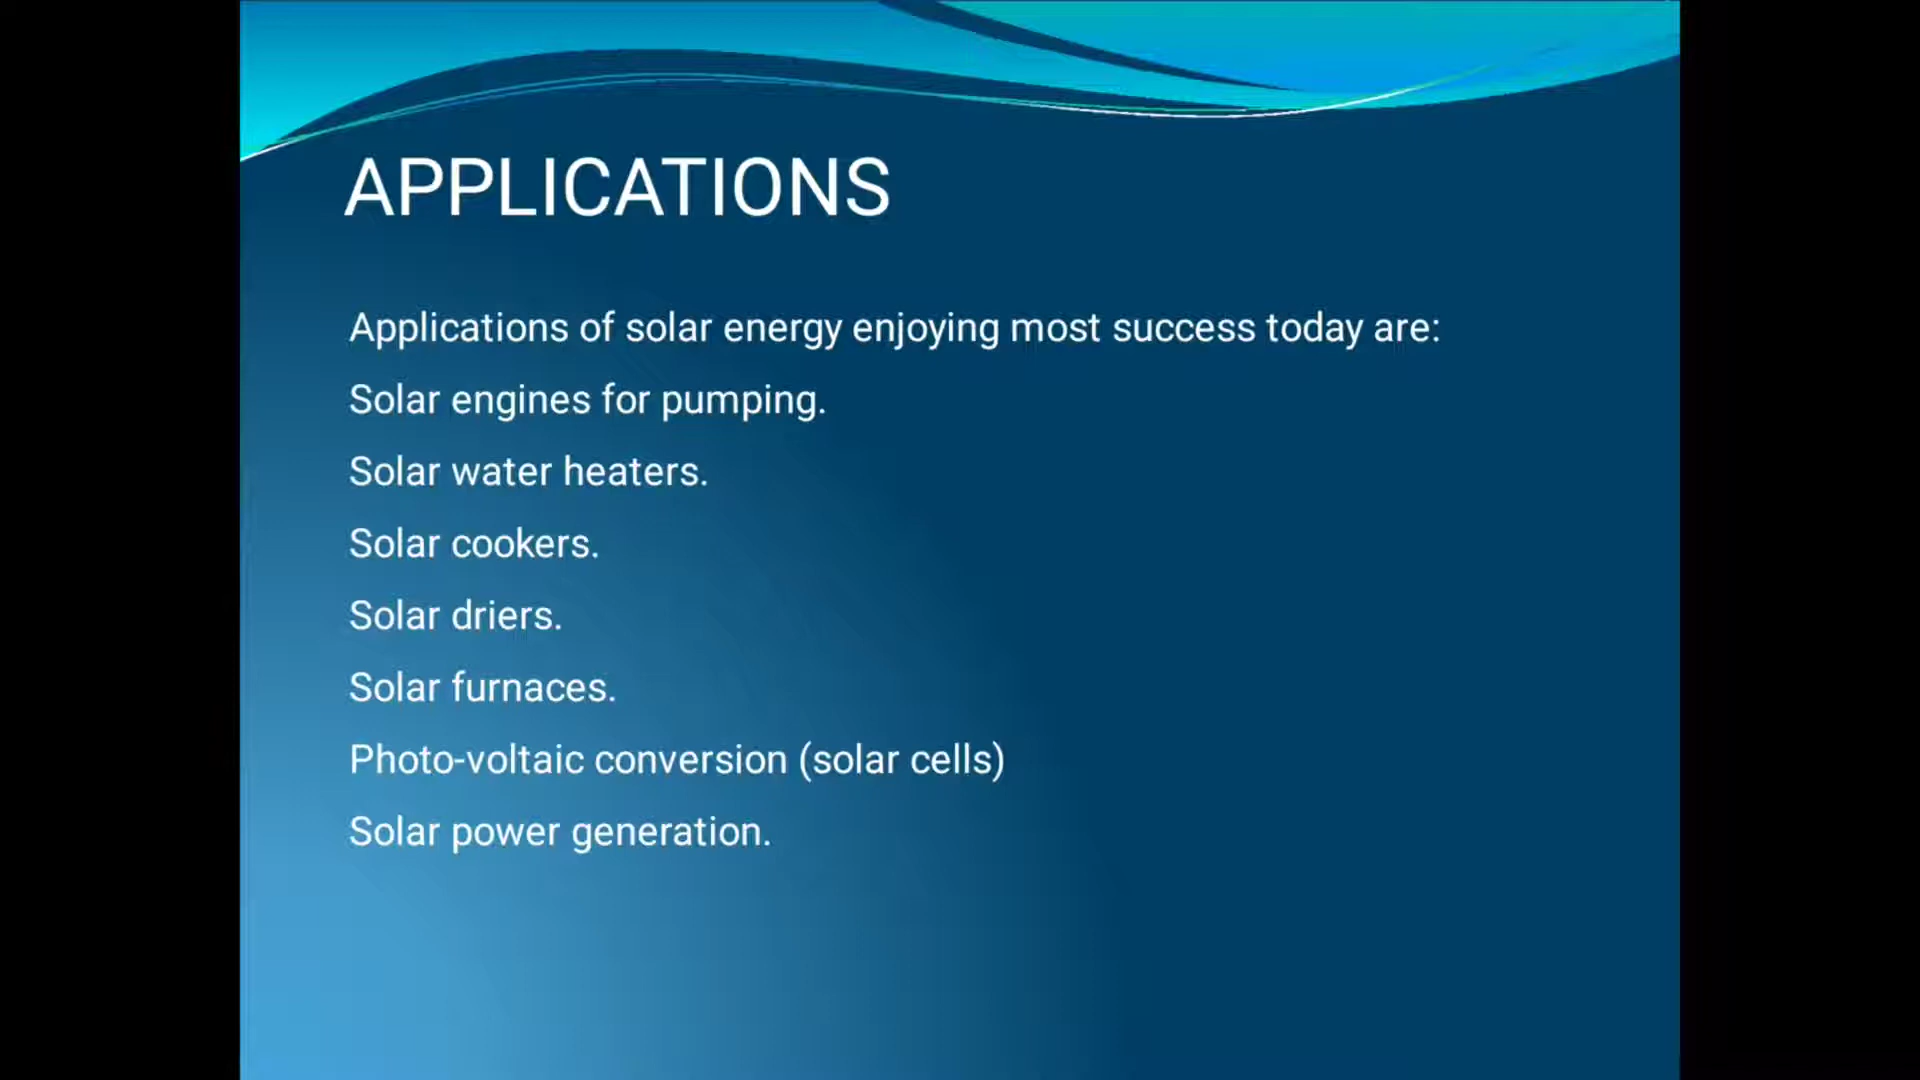 APPLICATIONS
Applications of solar energy enjoying most success today are:
Solar engines for pumping.
Solar water heaters.
Solar cookers.
Solar driers.
Solar furnaces.
Photo-voltaic conversion (solar cells)
Solar power generation.